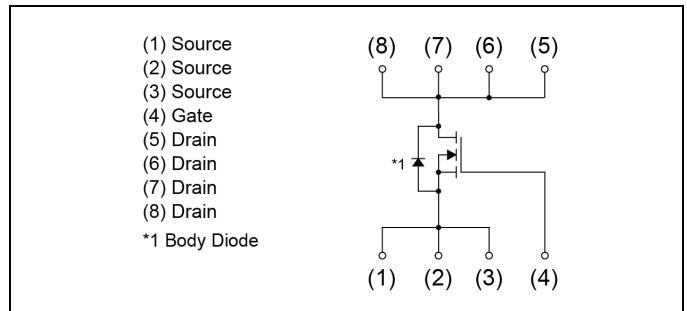 (1) Source
(2) Source
(3) Source
(4) Gate
(5) Drain
(6) Drain
(7) Drain
(8) Drain
*1 Body Diode
(8) (7) (6) (5)
*1
(1) (2) (3) (4)